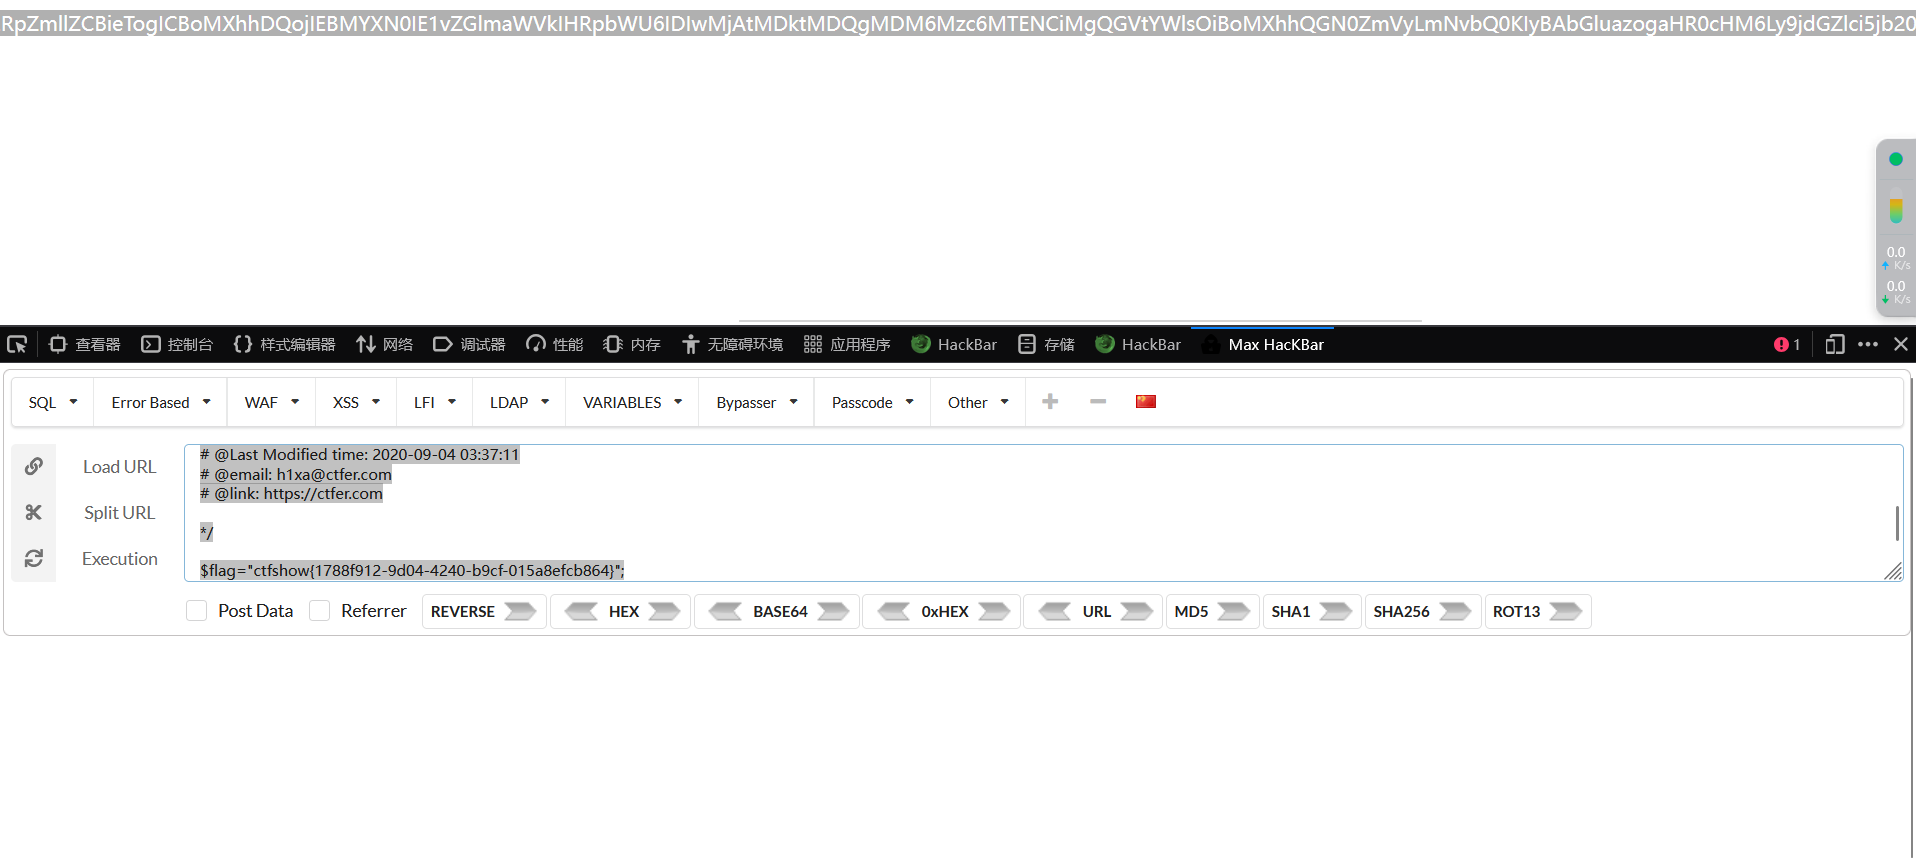 RpZmllZCBieTogICBoMXhhDQojIEBMYXN0IE1vZGlmaWVkIHRpbWU6IDIwMjAtMDktMDQgMDM6Mzc6MTENCiMgQGVtYWlsOiBoMXhhQGN0ZmVyLmNvbQ0KIyBAbGluazogaHR0cHM6Ly9jdGZlci5jb20
0.0
K/s
0.0
K/s
查看器 控制台 样式编辑器 网络 调试器 性能 内存 无障碍环境 应用程序 HackBar 存储 HackBar Max HacKBar 1
SQL Error Based WAF XSS LFI LDAP VARIABLES Bypasser Passcode Other
Load URL
Split URL
Execution
# @Last Modified time: 2020-09-04 03:37:11
# @email: h1xa@ctfer.com
# @link: https://ctfer.com
*/
$flag="ctfshow{1788f912-9d04-4240-b9cf-015a8efcb864}";
Post Data Referrer REVERSE HEX BASE64 0xHEX URL MD5 SHA1 SHA256 ROT13